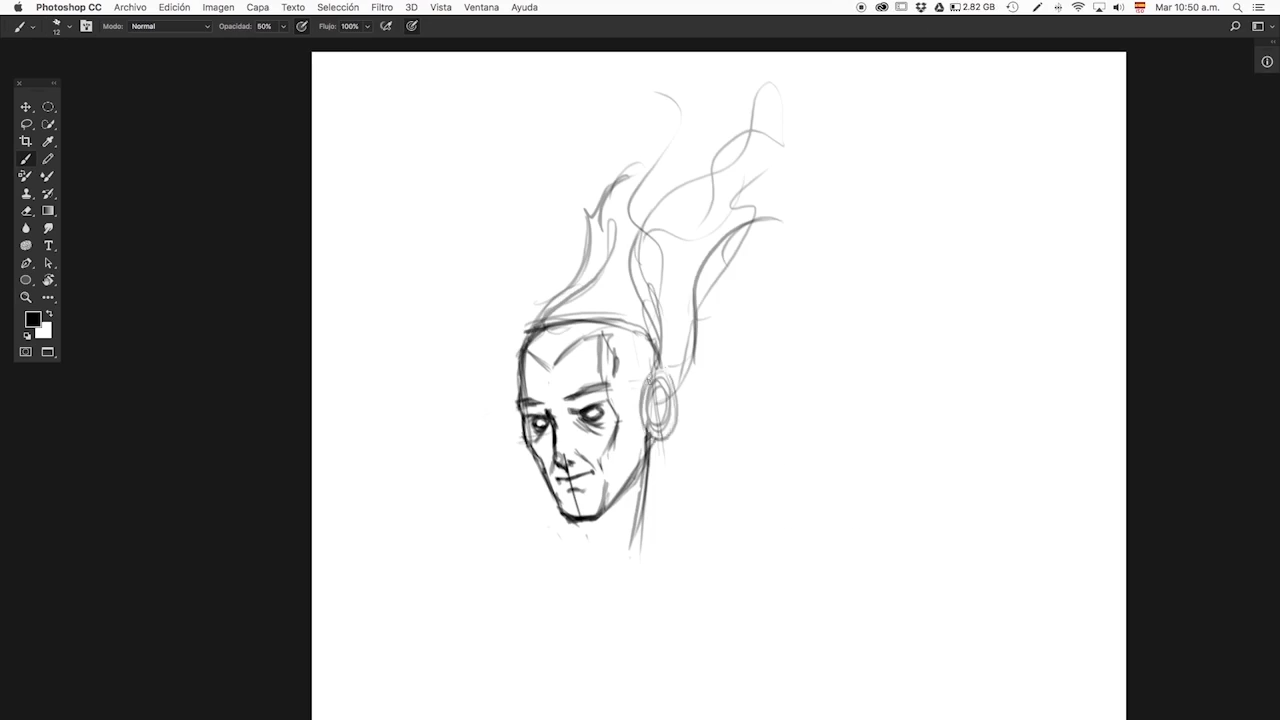 Photoshop CC Archivo Edición Imagen Capa Texto Selección Filtro 3D Vista Ventana Ayuda 2.82 GB Mar 10:50 a.m.
12 Modo: Normal Opacidad: 50% Flujo: 100%